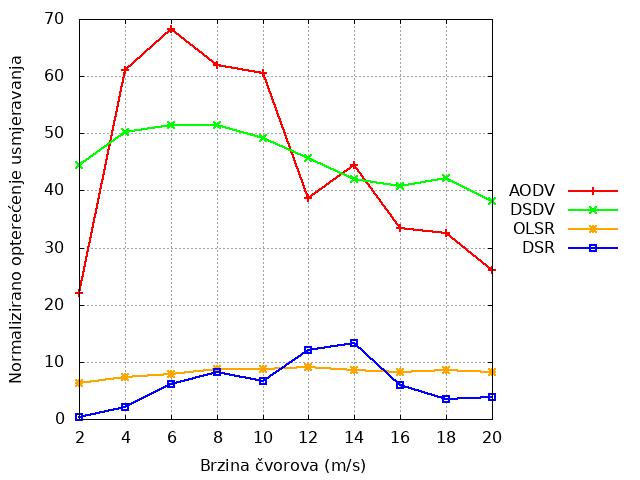 70
60
50
40
30
20
10
0
Normalizirano opterećenje usmjeravanja
2 4 6 8 10 12 14 16 18 20
Brzina čvorova (m/s)
AODV
DSDV
OLSR
DSR